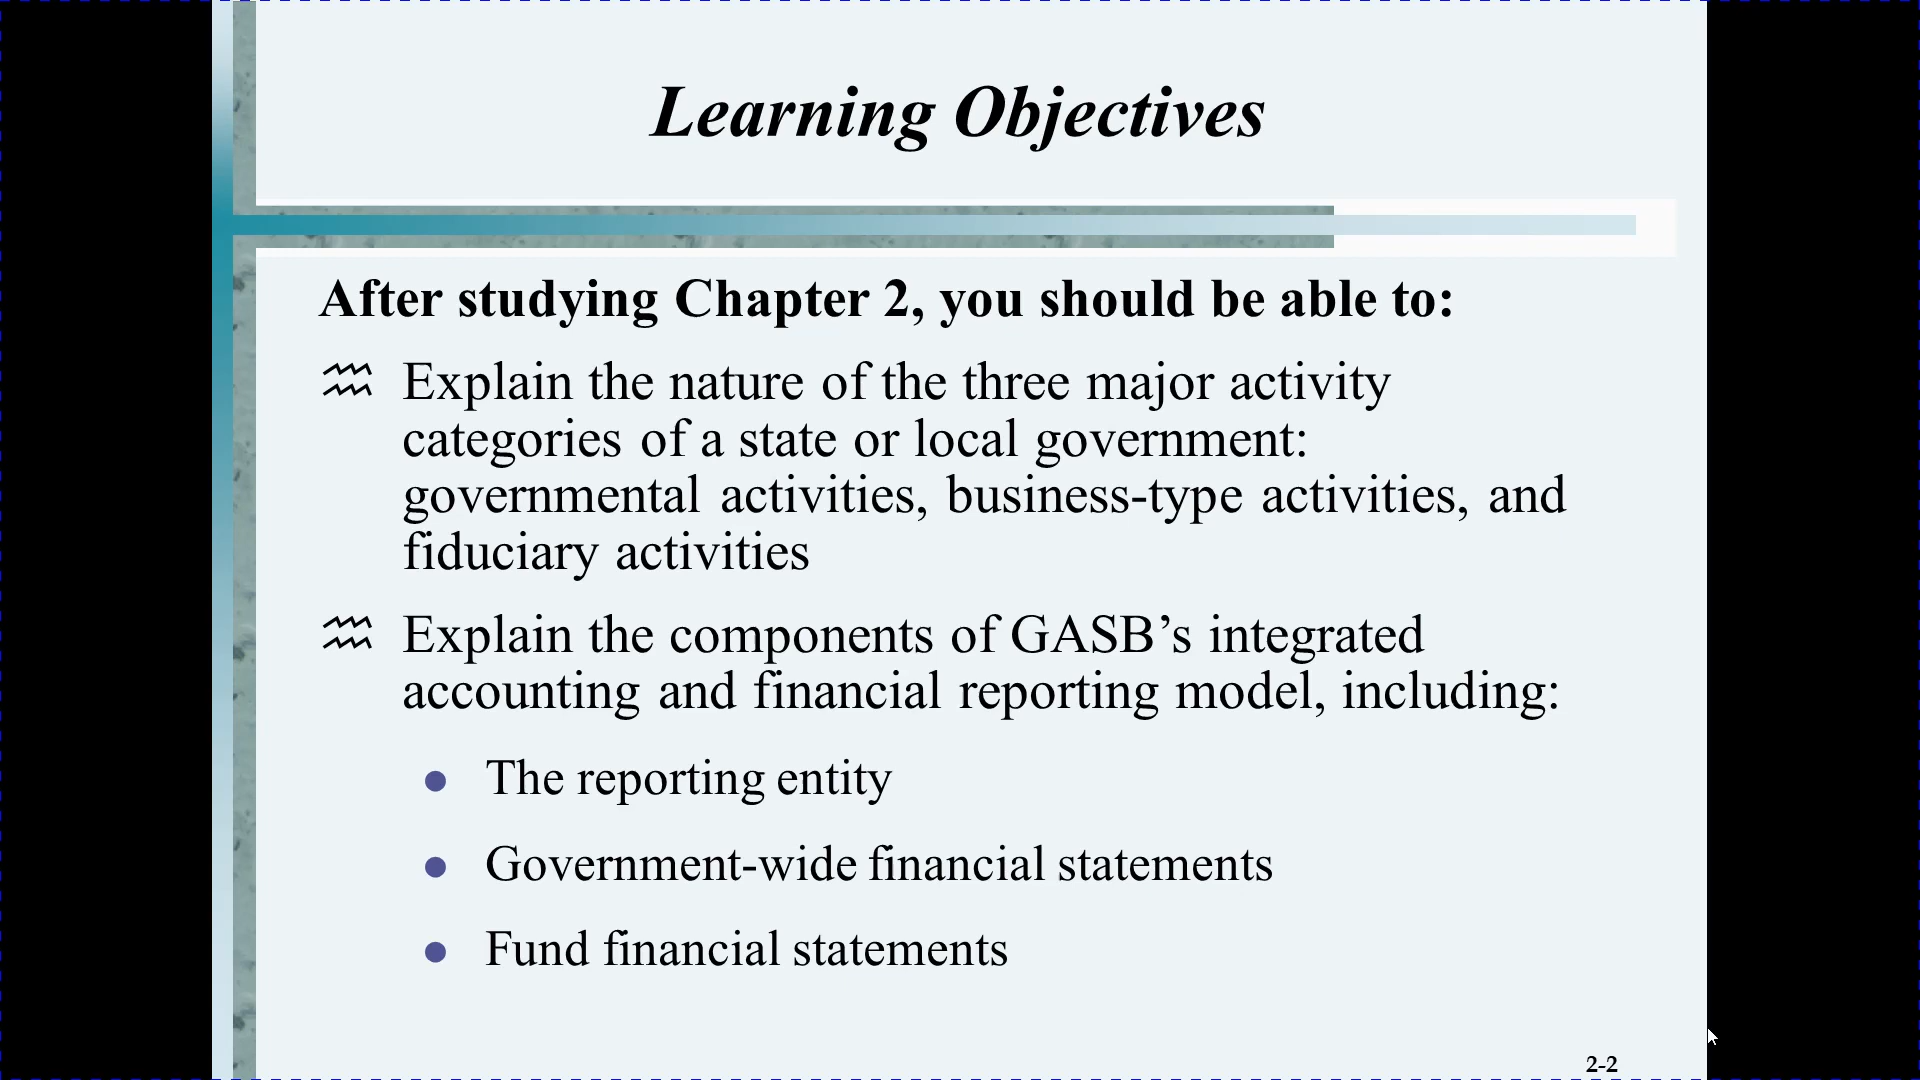 Learning Objectives
After studying Chapter 2, you should be able to:
Explain the nature of the three major activity
categories of a state or local government:
governmental activities, business-type activities, and
fiduciary activities
Explain the components of GASB’s integrated
accounting and financial reporting model, including:
● The reporting entity
● Government-wide financial statements
● Fund financial statements
2-2